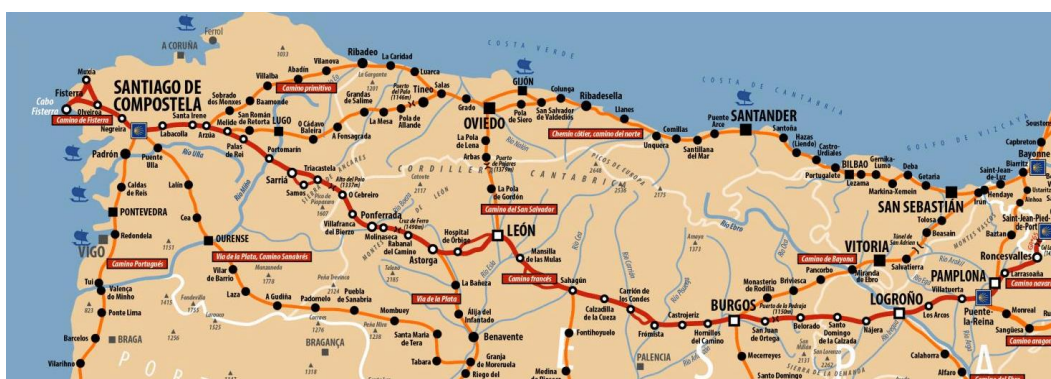 COSTA VERDE
COSTA DE CANTABRIA
GOLFO DE VIZCAYA
Ferrol
A CORUÑA
Muxia
Fisterra
Cabo
Fisterra
Camino de Fisterra
Olveiroa
Negreira
SANTIAGO DE
COMPOSTELA
Labacolla
Santa Irene
Arzúa
Melide
Sobrado
dos Monxes
Baamonde
Villalba
Abadín
Vilanova
Ribadeo
La Caridad
Luarca
Camino primitivo
La Garganta
San Román
de Retorta
LUGO
O Cádavo
Baleira
A Fonsagrada
Grandas
de Salime
La Mesa
Puerto
del Palo
(1146m)
Pola de
Allande
Tineo
Salas
Grado
OVIEDO
GIJÓN
Pola
de Siero
Colunga
San Salvador
de Valdediós
Ribadesella
Llanes
Chemin côtier, camino del norte
Unquera
Comillas
Santillana
del Mar
Puente
Arce
SANTANDER
Santoña
Hazas
(Liendo)
Castro-
Urdiales
Portugalete
BILBAO
Lezama
Gernika-
Lumo
Markina-Xemein
Deba
Getaria
SAN SEBASTIÁN
Irún
Hendaye
Saint-Jean-
de-Luz
Biarritz
Bayonne
Capbreton
Saint-Jean-Pied-
de-Port
Roncesvalles
Baztan
Larrasoaña
PAMPLONA
Puente-
la-Reina
Monreal
Sangüesa
Villatuerta
Los Arcos
LOGROÑO
Calahorra
Alfaro
Nájera
Santo
Domingo
de la Calzada
Belorado
San Juan
de Ortega
Puerto de la Pedraja
(1150m)
BURGOS
Mecerreyes
Santo Domingo
Monasterio
de Rodilla
Briviesca
Pancorbo
Miranda
de Ebro
Camino de Bayona
VITORIA
Salvatierra
Túnel de
San Adrián
Beasain
Tolosa
MONTES VASCOS
Hornillos
del Camino
Castrojeriz
Frómista
Carrión de
los Condes
Calzadilla
de la Cueza
Sahagún
Camino francés
Mansilla
de las Mulas
LEÓN
Camino del San Salvador
La Pola
de Gordón
Puerto
de Pajares
(1379m)
Arbas
La Pola
de Lena
CORDILLERA CANTABRICA
PICOS DE EUROPA
Hospital
de Órbigo
Astorga
Rabanal
del Camino
Cruz de Ferro
(1490m)
Molinaseca
Ponferrada
Villafranca
del Bierzo
O Cebreiro
Alto del Poio
(1337m)
Triacastela
Samos
Sarriá
Portomarín
Palas
de Rei
SIERRA DE ANCARES
Puente
Ulla
Río Ulla
Río Miño
Padrón
Caldas
de Reis
PONTEVEDRA
Redondela
VIGO
Camino Portugués
Tui
Valença
do Minho
Ponte Lima
Barcelos
BRAGA
Vilarinho
Lalín
Cea
OURENSE
Vía de la Plata, Camino Sanabrés
Vilar
de Barrio
Laza
A Gudiña
Padornelo
Puebla
de Sanabria
Mombuey
Santa María
de Tera
Tabara
BRAGANÇA
Vía de la Plata
La Bañeza
Alija del
Infantado
Benavente
Granja
de Moreruela
Riego del
Fontihoyuelo
Medina
PALENCIA
Río Ebro
SIERRA DE LA DEMANDA